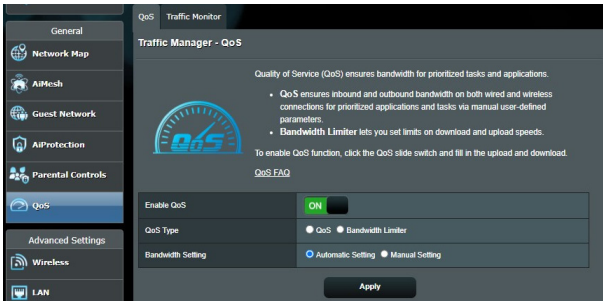 General
Network Map
AiMesh
Guest Network
AiProtection
Parental Controls
QoS
Advanced Settings
Wireless
LAN
QoS Traffic Monitor
Traffic Manager - QoS
QoS
Quality of Service (QoS) ensures bandwidth for prioritized tasks and applications.
• QoS ensures inbound and outbound bandwidth on both wired and wireless
connections for prioritized applications and tasks via manual user-defined
parameters.
• Bandwidth Limiter lets you set limits on download and upload speeds.
To enable QoS function, click the QoS slide switch and fill in the upload and download.
QoS FAQ
Enable QoS ON
QoS Type QoS Bandwidth Limiter
Bandwidth Setting Automatic Setting Manual Setting
Apply